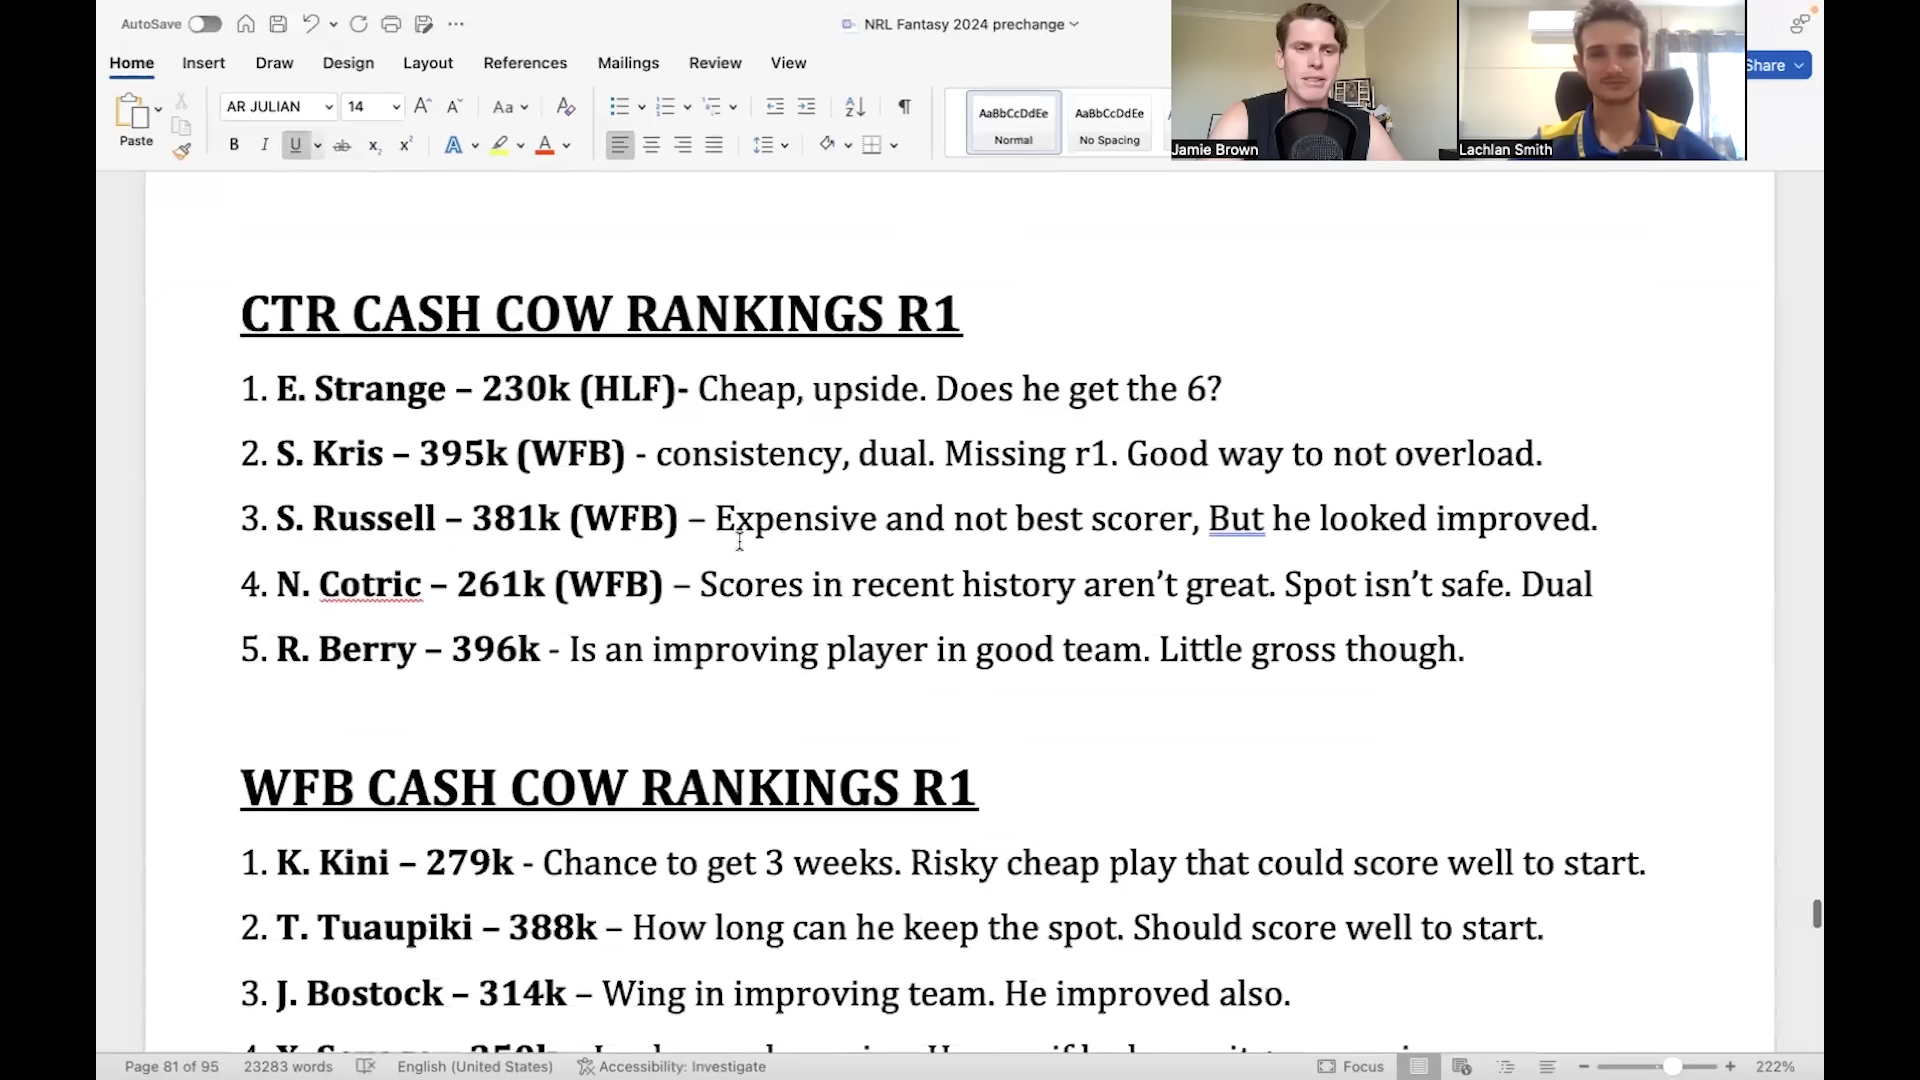 AutoSave
NRL Fantasy 2024 prechange
Home Insert Draw Design Layout References Mailings Review View
Share
Paste
AR JULIAN 14
Aa
B I U ab x₂ x²
AaBbCcDdEe
Normal
AaBbCcDdEe
No Spacing
Jamie Brown
Lachlan Smith
CTR CASH COW RANKINGS R1
1. E. Strange – 230k (HLF)- Cheap, upside. Does he get the 6?
2. S. Kris – 395k (WFB) - consistency, dual. Missing r1. Good way to not overload.
3. S. Russell – 381k (WFB) – Expensive and not best scorer, But he looked improved.
4. N. Cotric – 261k (WFB) – Scores in recent history aren’t great. Spot isn’t safe. Dual
5. R. Berry – 396k - Is an improving player in good team. Little gross though.
WFB CASH COW RANKINGS R1
1. K. Kini – 279k - Chance to get 3 weeks. Risky cheap play that could score well to start.
2. T. Tuaupiki – 388k – How long can he keep the spot. Should score well to start.
3. J. Bostock – 314k – Wing in improving team. He improved also.
Page 81 of 95 23283 words English (United States) Accessibility: Investigate Focus 222%